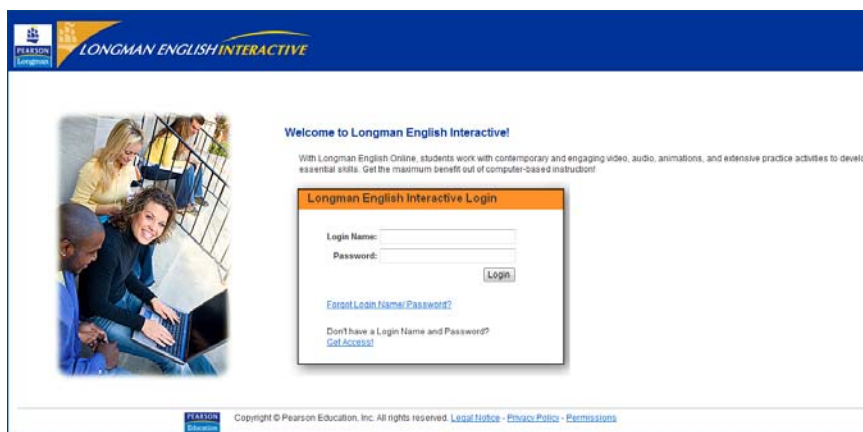 PEARSON
Longman
LONGMAN ENGLISH INTERACTIVE
Welcome to Longman English Interactive!
With Longman English Online, students work with contemporary and engaging video, audio, animations, and extensive practice activities to develo
essential skills. Get the maximum benefit out of computer-based instruction!
Longman English Interactive Login
Login Name:
Password:
Login
Forgot Login Name/ Password?
Don't have a Login Name and Password?
Get Access!
PEARSON
Education
Copyright © Pearson Education, Inc. All rights reserved. Legal Notice - Privacy Policy - Permissions